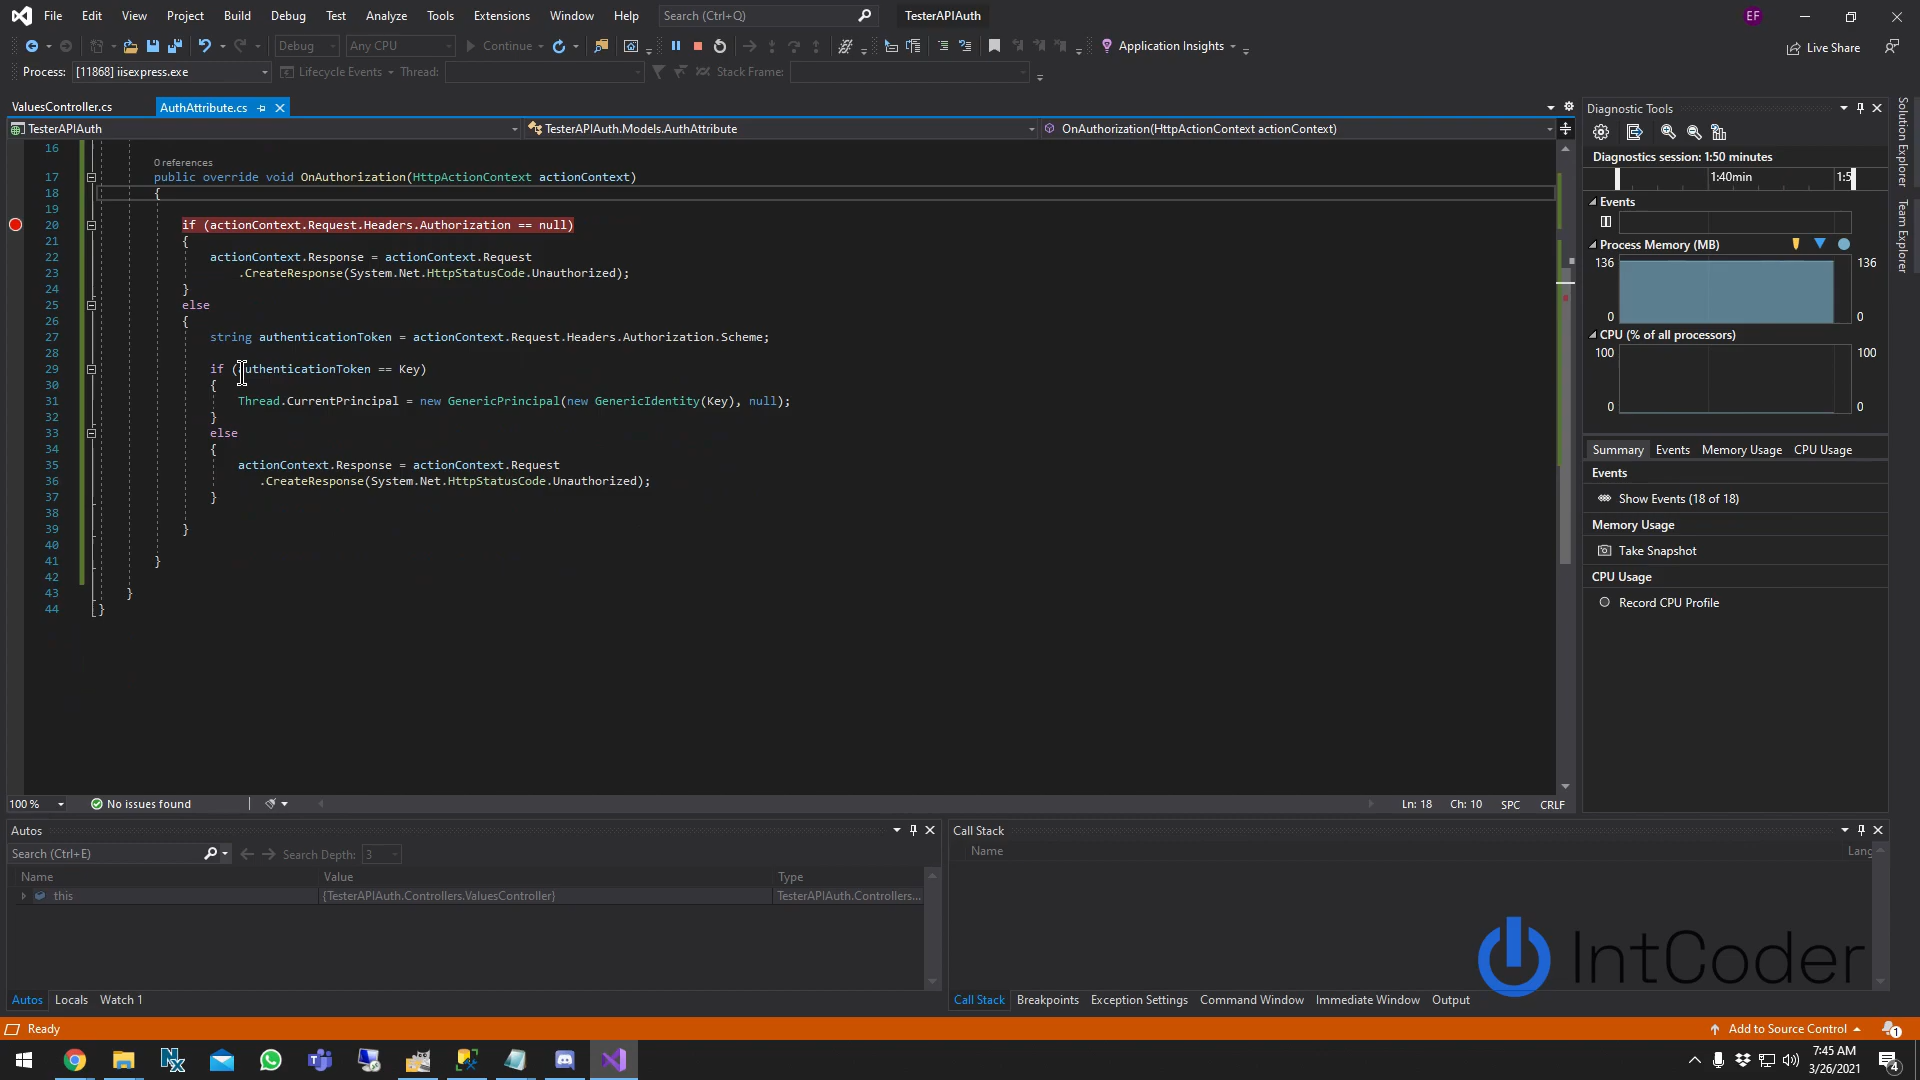 File Edit View Project Build Debug Test Analyze Tools Extensions Window Help Search (Ctrl+Q) TesterAPIAuth EF
Debug Any CPU Continue Application Insights Live Share
Process: [11868] iisexpress.exe Lifecycle Events Thread: Stack Frame:
ValuesController.cs AuthAttribute.cs
TesterAPIAuth TesterAPIAuth.Models.AuthAttribute OnAuthorization(HttpActionContext actionContext)
16
0 references
17 public override void OnAuthorization(HttpActionContext actionContext)
18 {
19
20 if (actionContext.Request.Headers.Authorization == null)
21 {
22 actionContext.Response = actionContext.Request
23 .CreateResponse(System.Net.HttpStatusCode.Unauthorized);
24 }
25 else
26 {
27 string authenticationToken = actionContext.Request.Headers.Authorization.Scheme;
28
29 if (authenticationToken == Key)
30 {
31 Thread.CurrentPrincipal = new GenericPrincipal(new GenericIdentity(Key), null);
32 }
33 else
34 {
35 actionContext.Response = actionContext.Request
36 .CreateResponse(System.Net.HttpStatusCode.Unauthorized);
37 }
38
39 }
40
41 }
42
43 }
44 }
100 % No issues found Ln: 18 Ch: 10 SPC CRLF
Diagnostic Tools
Diagnostics session: 1:50 minutes
1:40min 1:5
Events
Process Memory (MB)
136 136
0 0
CPU (% of all processors)
100 100
0 0
Summary Events Memory Usage CPU Usage
Events
Show Events (18 of 18)
Memory Usage
Take Snapshot
CPU Usage
Record CPU Profile
Solution Explorer
Team Explorer
Autos
Search (Ctrl+E) Search Depth: 3
Name Value Type
this {TesterAPIAuth.Controllers.ValuesController} TesterAPIAuth.Controllers...
Autos Locals Watch 1
Call Stack
Name Lang
Call Stack Breakpoints Exception Settings Command Window Immediate Window Output
IntCoder
Ready Add to Source Control 1
7:45 AM
3/26/2021
4